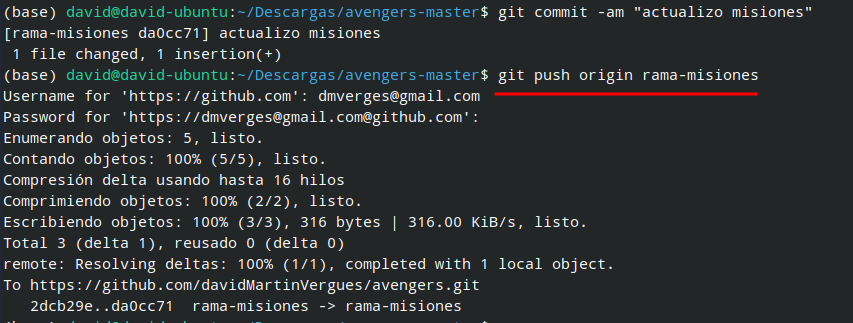 (base) david@david-ubuntu:~/Descargas/avengers-master$ git commit -am "actualizo misiones"
[rama-misiones da0cc71] actualizo misiones
 1 file changed, 1 insertion(+)
(base) david@david-ubuntu:~/Descargas/avengers-master$ git push origin rama-misiones
Username for 'https://github.com': dmverges@gmail.com
Password for 'https://dmverges@gmail.com@github.com':
Enumerando objetos: 5, listo.
Contando objetos: 100% (5/5), listo.
Compresión delta usando hasta 16 hilos
Comprimiendo objetos: 100% (2/2), listo.
Escribiendo objetos: 100% (3/3), 316 bytes | 316.00 KiB/s, listo.
Total 3 (delta 1), reusado 0 (delta 0)
remote: Resolving deltas: 100% (1/1), completed with 1 local object.
To https://github.com/davidMartinVergues/avengers.git
   2dcb29e..da0cc71  rama-misiones -> rama-misiones